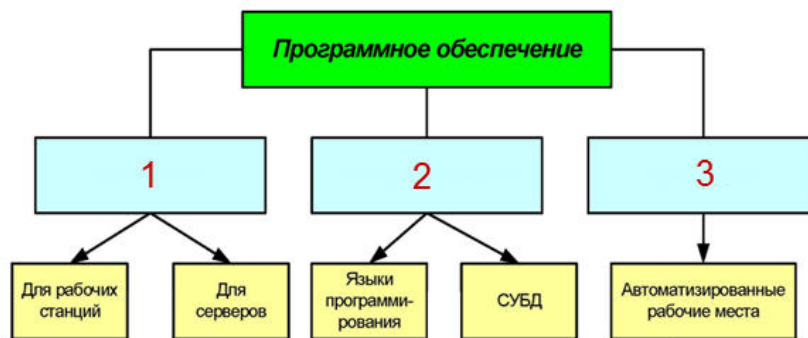 Программное обеспечение
1
2
3
Для рабочих
станций
Для
серверов
Языки
программи-
рования
СУБД
Автоматизированные
рабочие места